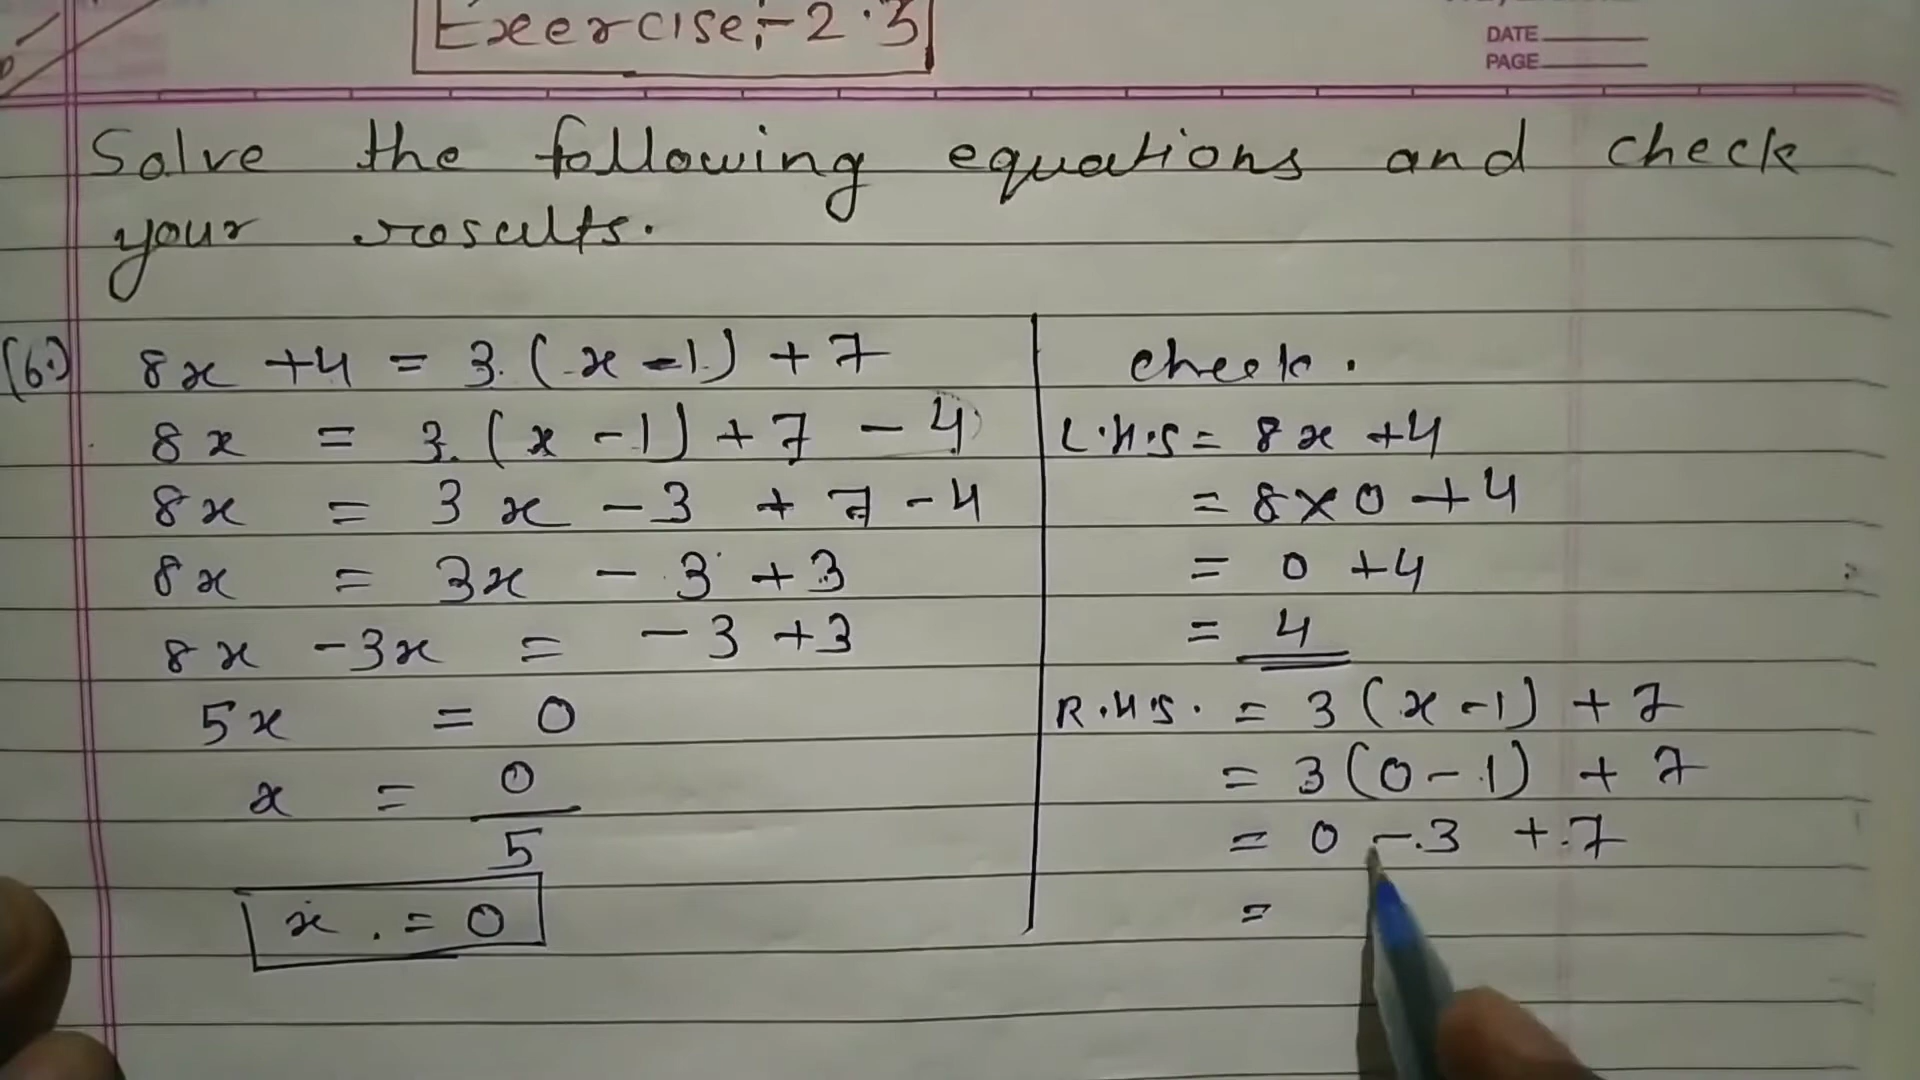 Exercise:-2.3
DATE
PAGE
Solve the following equations and check
your results.
(6.) 8x +4 = 3.(x-1) +7
8x = 3.(x-1) +7 -4
8x = 3x -3 +7 -4
8x = 3x -3 +3
8x -3x = -3 +3
5x = 0
x = 0/5
x = 0
check.
L.H.S = 8x +4
= 8x0 +4
= 0 +4
= 4
R.H.S. = 3(x-1) +7
= 3(0-1) +7
= 0 -3 +7
=